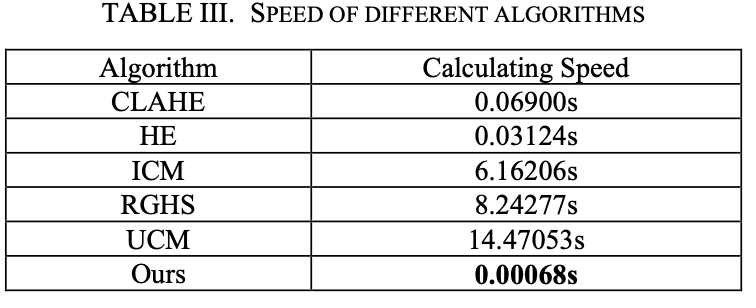 TABLE III. SPEED OF DIFFERENT ALGORITHMS
Algorithm Calculating Speed
CLAHE 0.06900s
HE 0.03124s
ICM 6.16206s
RGHS 8.24277s
UCM 14.47053s
Ours 0.00068s